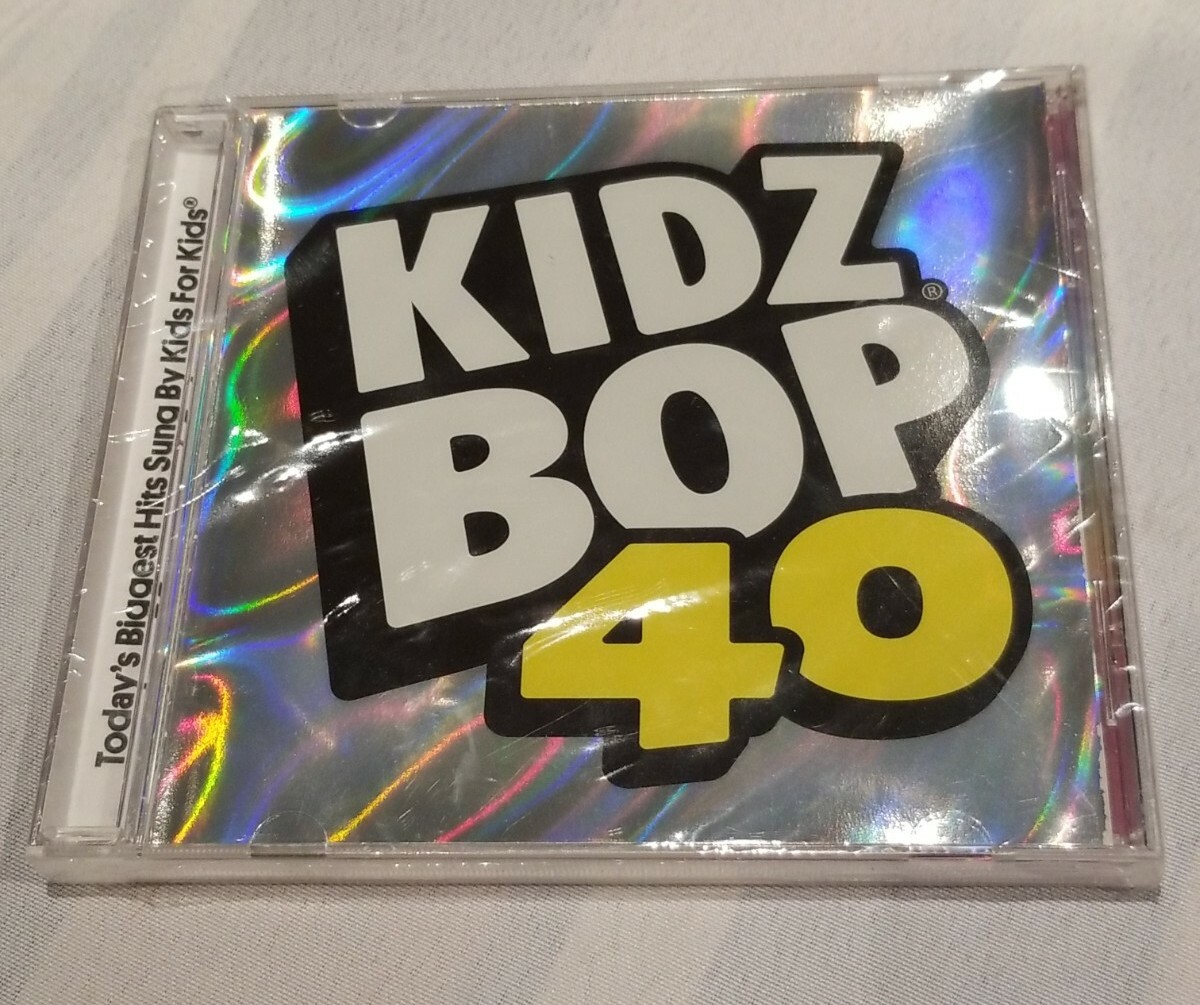 Today's Biggest Hits Sung By Kids For Kids®
KIDZ
BOP®
40